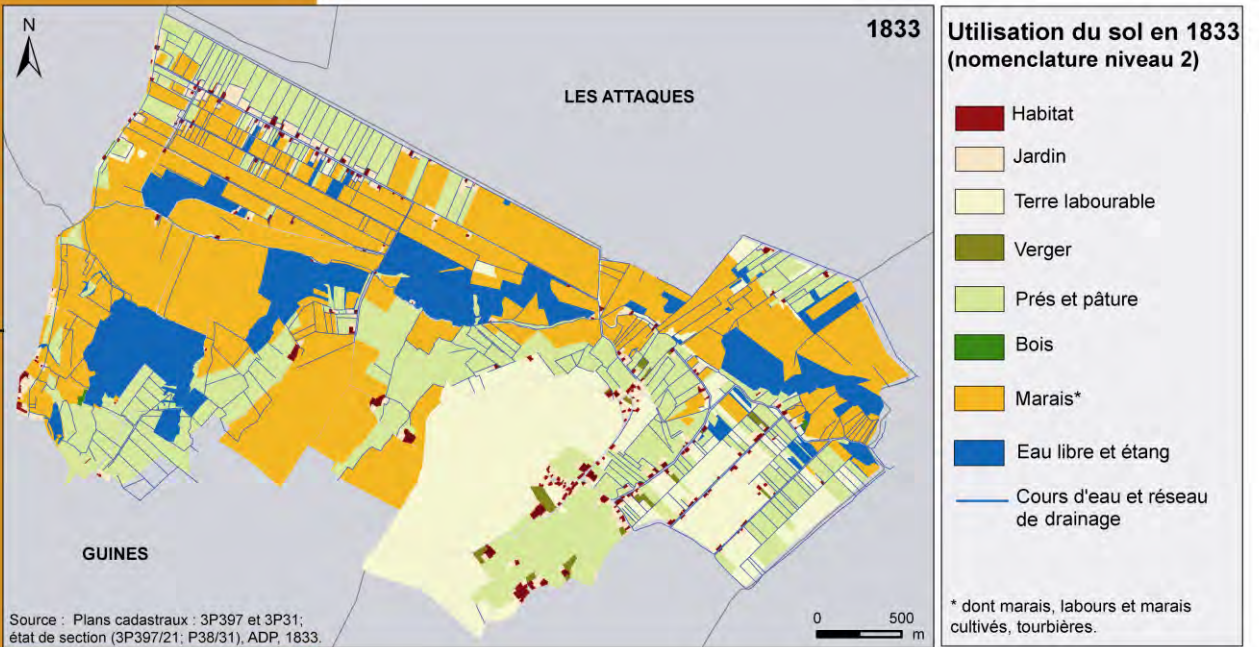 N
1833
LES ATTAQUES
GUINES
Source : Plans cadastraux : 3P397 et 3P31;
état de section (3P397/21; P38/31), ADP, 1833.
0 500
m
Utilisation du sol en 1833
(nomenclature niveau 2)
Habitat
Jardin
Terre labourable
Verger
Prés et pâture
Bois
Marais*
Eau libre et étang
Cours d'eau et réseau
de drainage
* dont marais, labours et marais
cultivés, tourbières.